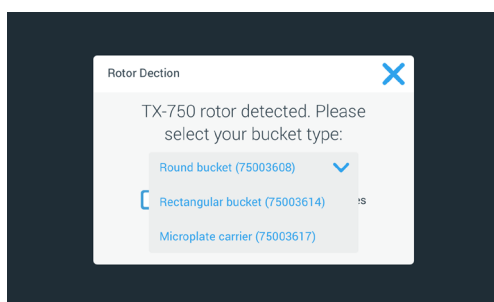 Rotor Dection
TX-750 rotor detected. Please
select your bucket type:
Round bucket (75003608)
Rectangular bucket (75003614)
Microplate carrier (75003617)